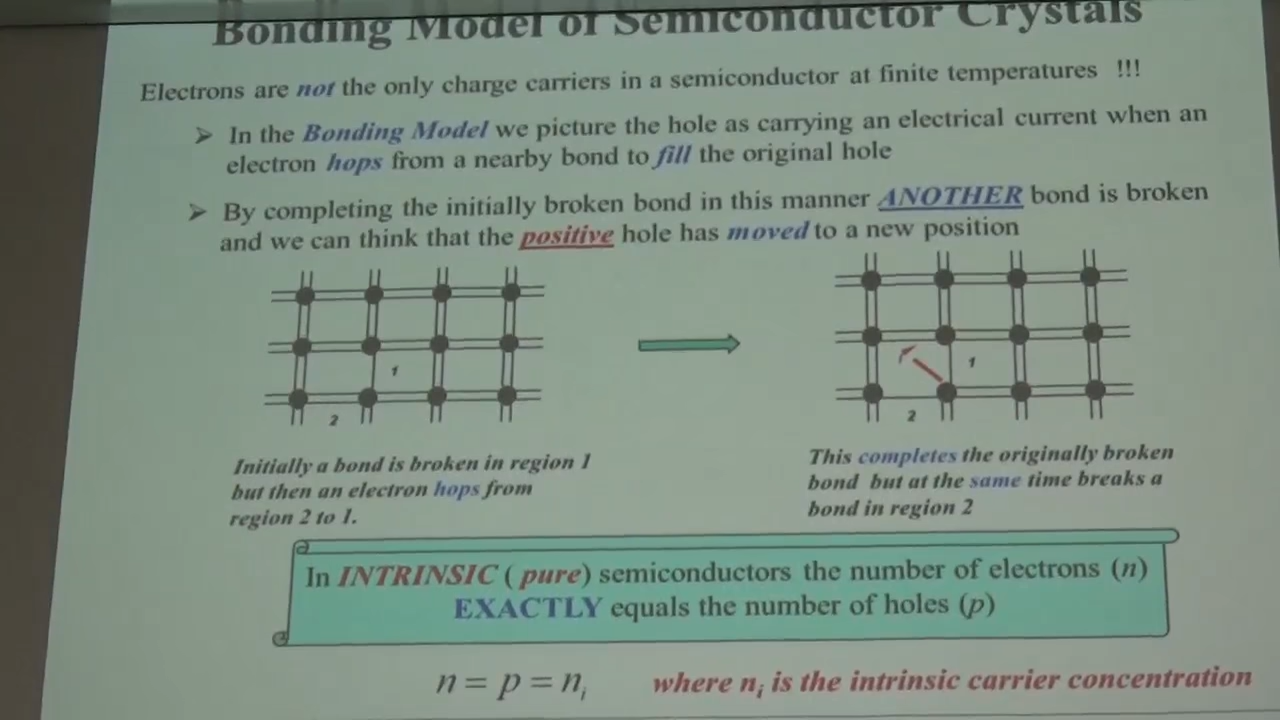 Bonding Model of Semiconductor Crystals
Electrons are not the only charge carriers in a semiconductor at finite temperatures !!!
➢ In the Bonding Model we picture the hole as carrying an electrical current when an
electron hops from a nearby bond to fill the original hole
➢ By completing the initially broken bond in this manner ANOTHER bond is broken
and we can think that the positive hole has moved to a new position
1
2
1
2
Initially a bond is broken in region 1
but then an electron hops from
region 2 to 1.
This completes the originally broken
bond but at the same time breaks a
bond in region 2
In INTRINSIC ( pure) semiconductors the number of electrons (n)
EXACTLY equals the number of holes (p)
n = p = nᵢ where nᵢ is the intrinsic carrier concentration